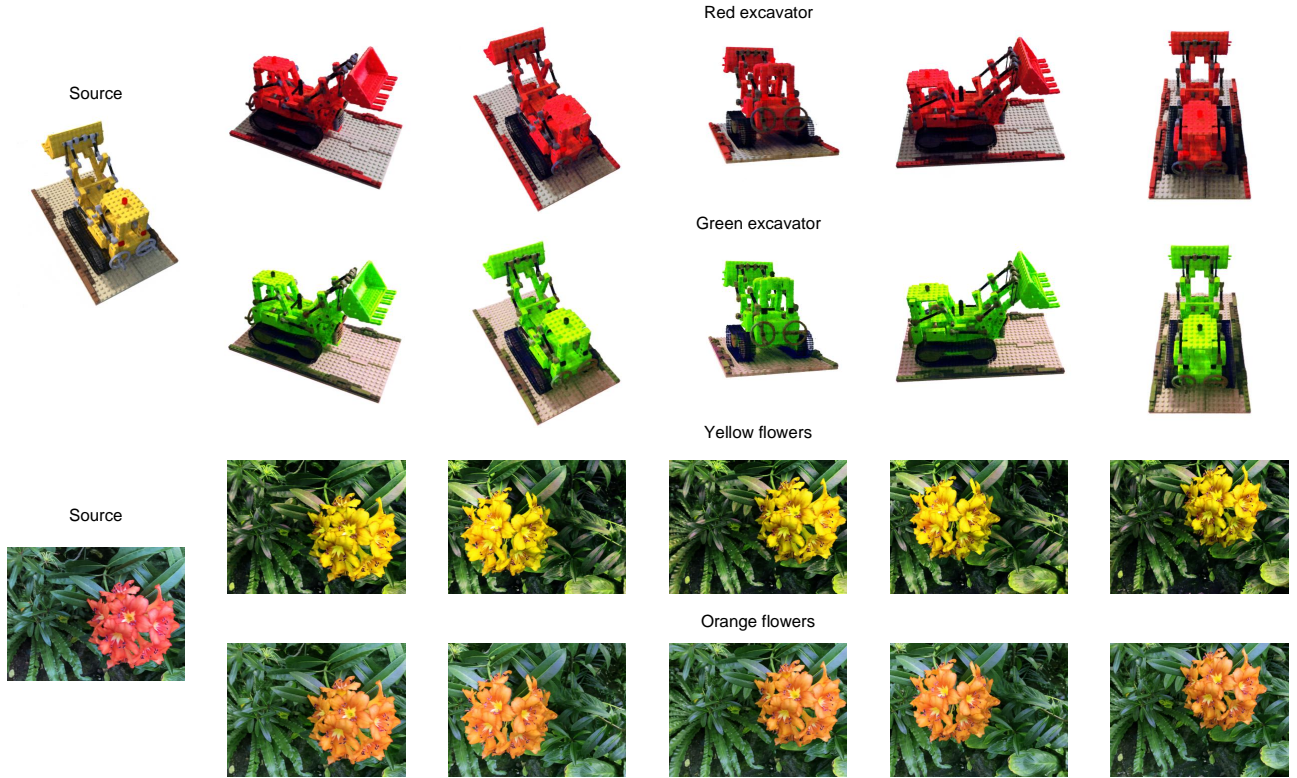 Red excavator
Source
Green excavator
Yellow flowers
Source
Orange flowers